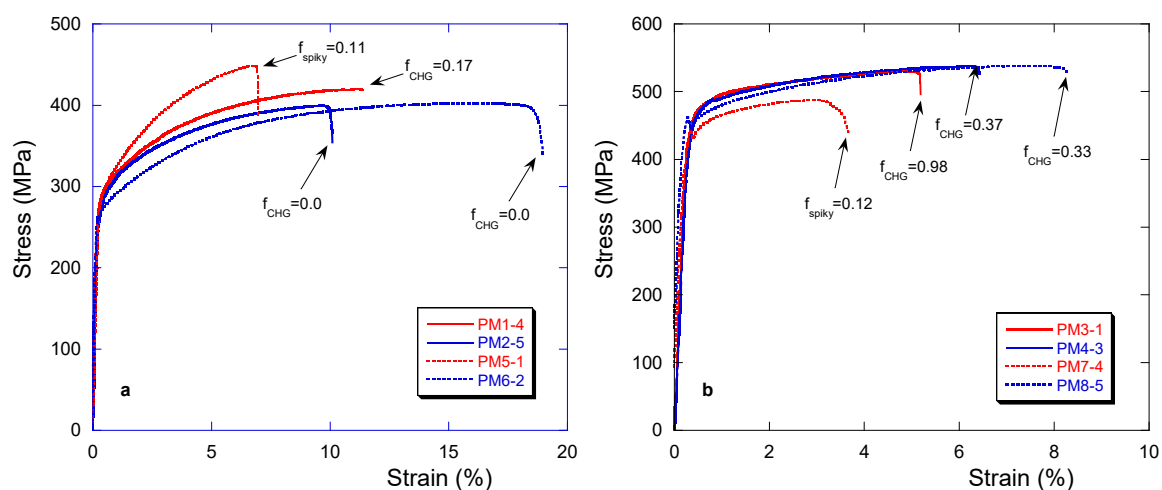 500
400
300
200
100
0
Stress (MPa)
0
5
10
15
20
Strain (%)
f_spiky=0.11
f_CHG=0.17
f_CHG=0.0
f_CHG=0.0
PM1-4
PM2-5
PM5-1
PM6-2
a
600
500
400
300
200
100
0
Stress (MPa)
0
2
4
6
8
10
Strain (%)
f_CHG=0.37
f_CHG=0.33
f_CHG=0.98
f_spiky=0.12
PM3-1
PM4-3
PM7-4
PM8-5
b